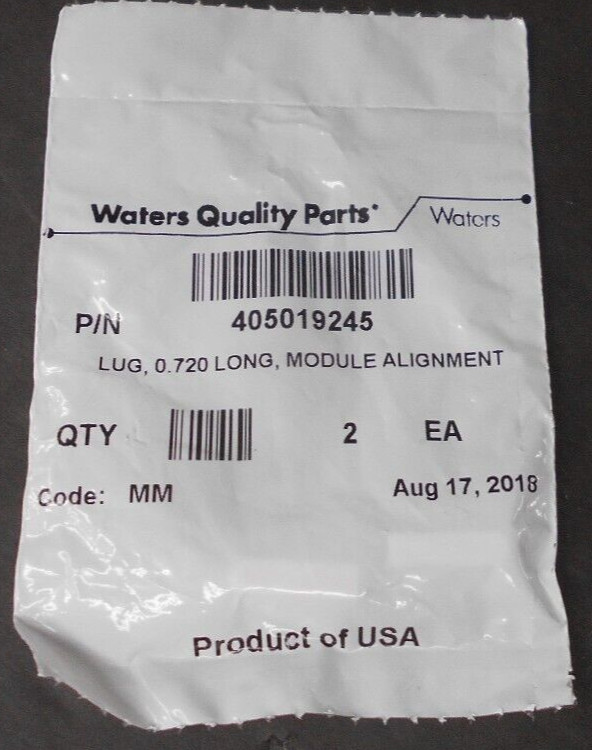 Waters Quality Parts*
Waters
P/N 405019245
LUG, 0.720 LONG, MODULE ALIGNMENT
QTY 2 EA
Code: MM Aug 17, 2018
Product of USA